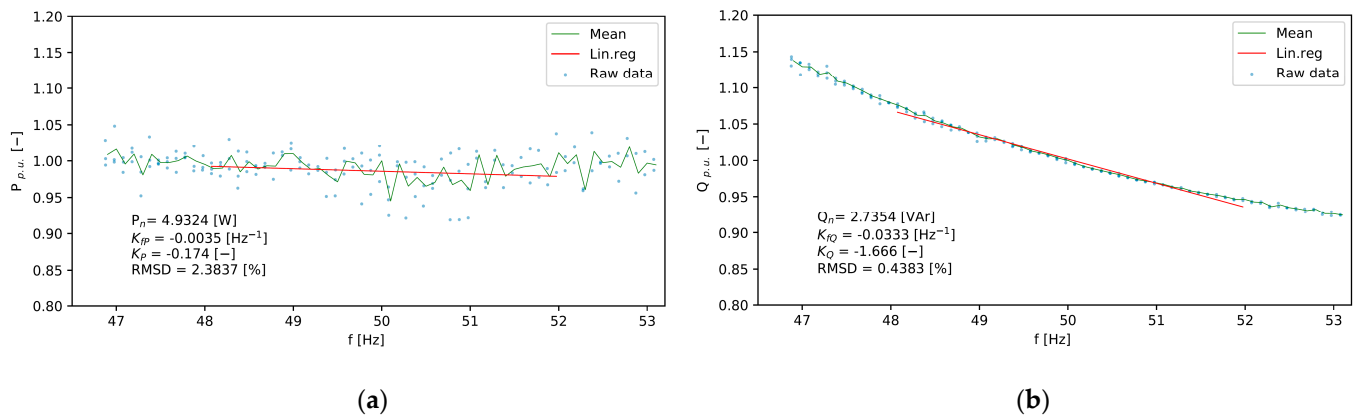 1.20
1.15
1.10
1.05
1.00
0.95
0.90
0.85
0.80
P p.u. [−]
Mean
Lin.reg
Raw data
Pn= 4.9324 [W]
KfP = -0.0035 [Hz−1]
KP = -0.174 [−]
RMSD = 2.3837 [%]
47 48 49 50 51 52 53
f [Hz]
(a)
1.20
1.15
1.10
1.05
1.00
0.95
0.90
0.85
0.80
Q p.u. [−]
Mean
Lin.reg
Raw data
Qn= 2.7354 [VAr]
KfQ = -0.0333 [Hz−1]
KQ = -1.666 [−]
RMSD = 0.4383 [%]
47 48 49 50 51 52 53
f [Hz]
(b)